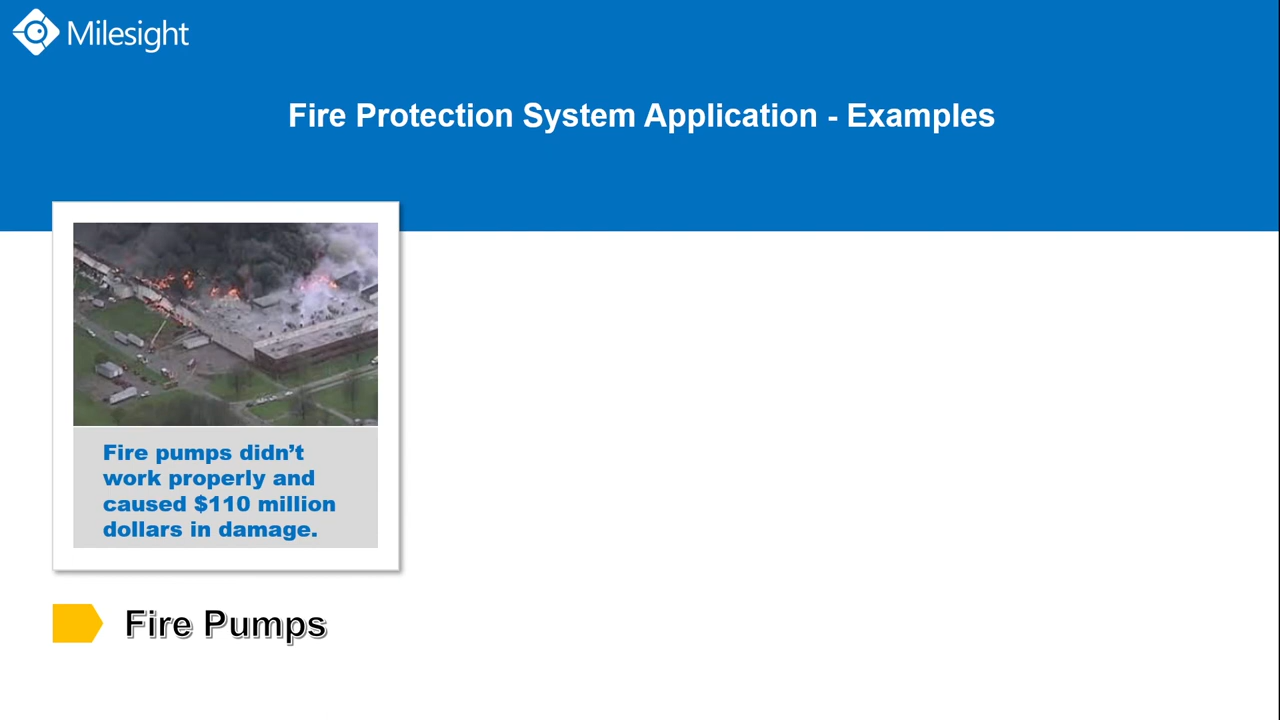 Milesight
Fire Protection System Application - Examples
Fire pumps didn’t
work properly and
caused $110 million
dollars in damage.
Fire Pumps